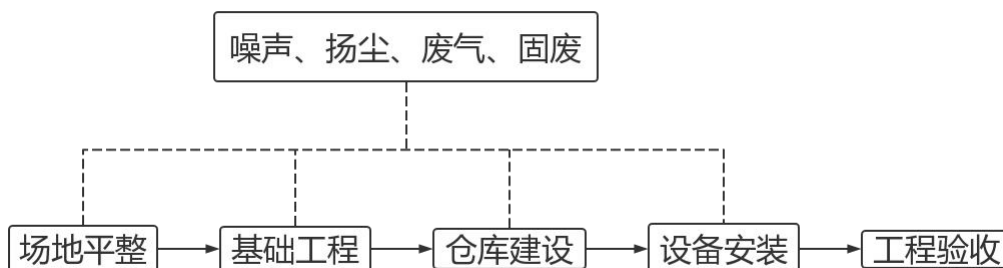 噪声、扬尘、废气、固废
场地平整
基础工程
仓库建设
设备安装
工程验收